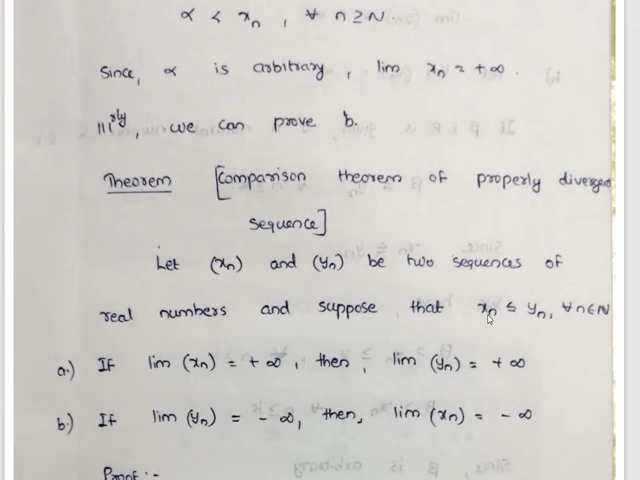 α < xn , ∀ n ≥ N.
Since, α is arbitrary, lim xn = +∞.
|||rly, we can prove b.
Theorem [Comparison theorem of properly diverged
sequence]
Let (xn) and (yn) be two sequences of
real numbers and suppose that xn ≤ yn, ∀n∈N
a.) If lim (xn) = +∞, then, lim (yn) = +∞
b.) If lim (yn) = -∞, then, lim (xn) = -∞
Proof :-